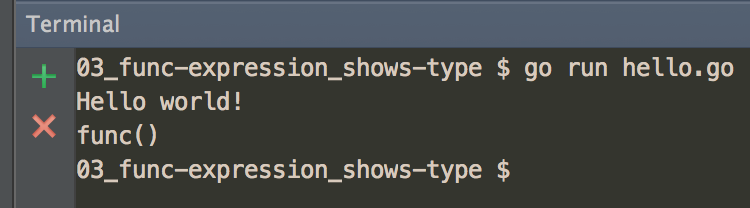 Terminal
03_func-expression_shows-type $ go run hello.go
Hello world!
func()
03_func-expression_shows-type $